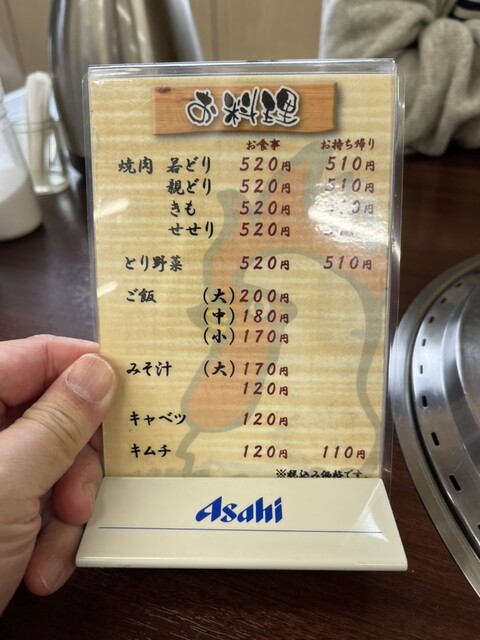 お料理
お食事 お持ち帰り
焼肉 若どり 520円 510円
親どり 520円 510円
きも 520円
せせり 520円
とり野菜 520円 510円
ご飯 (大) 200円
(中) 180円
(小) 170円
みそ汁 (大) 170円
120円
キャベツ 120円
キムチ 120円 110円
※税込み価格です
Asahi